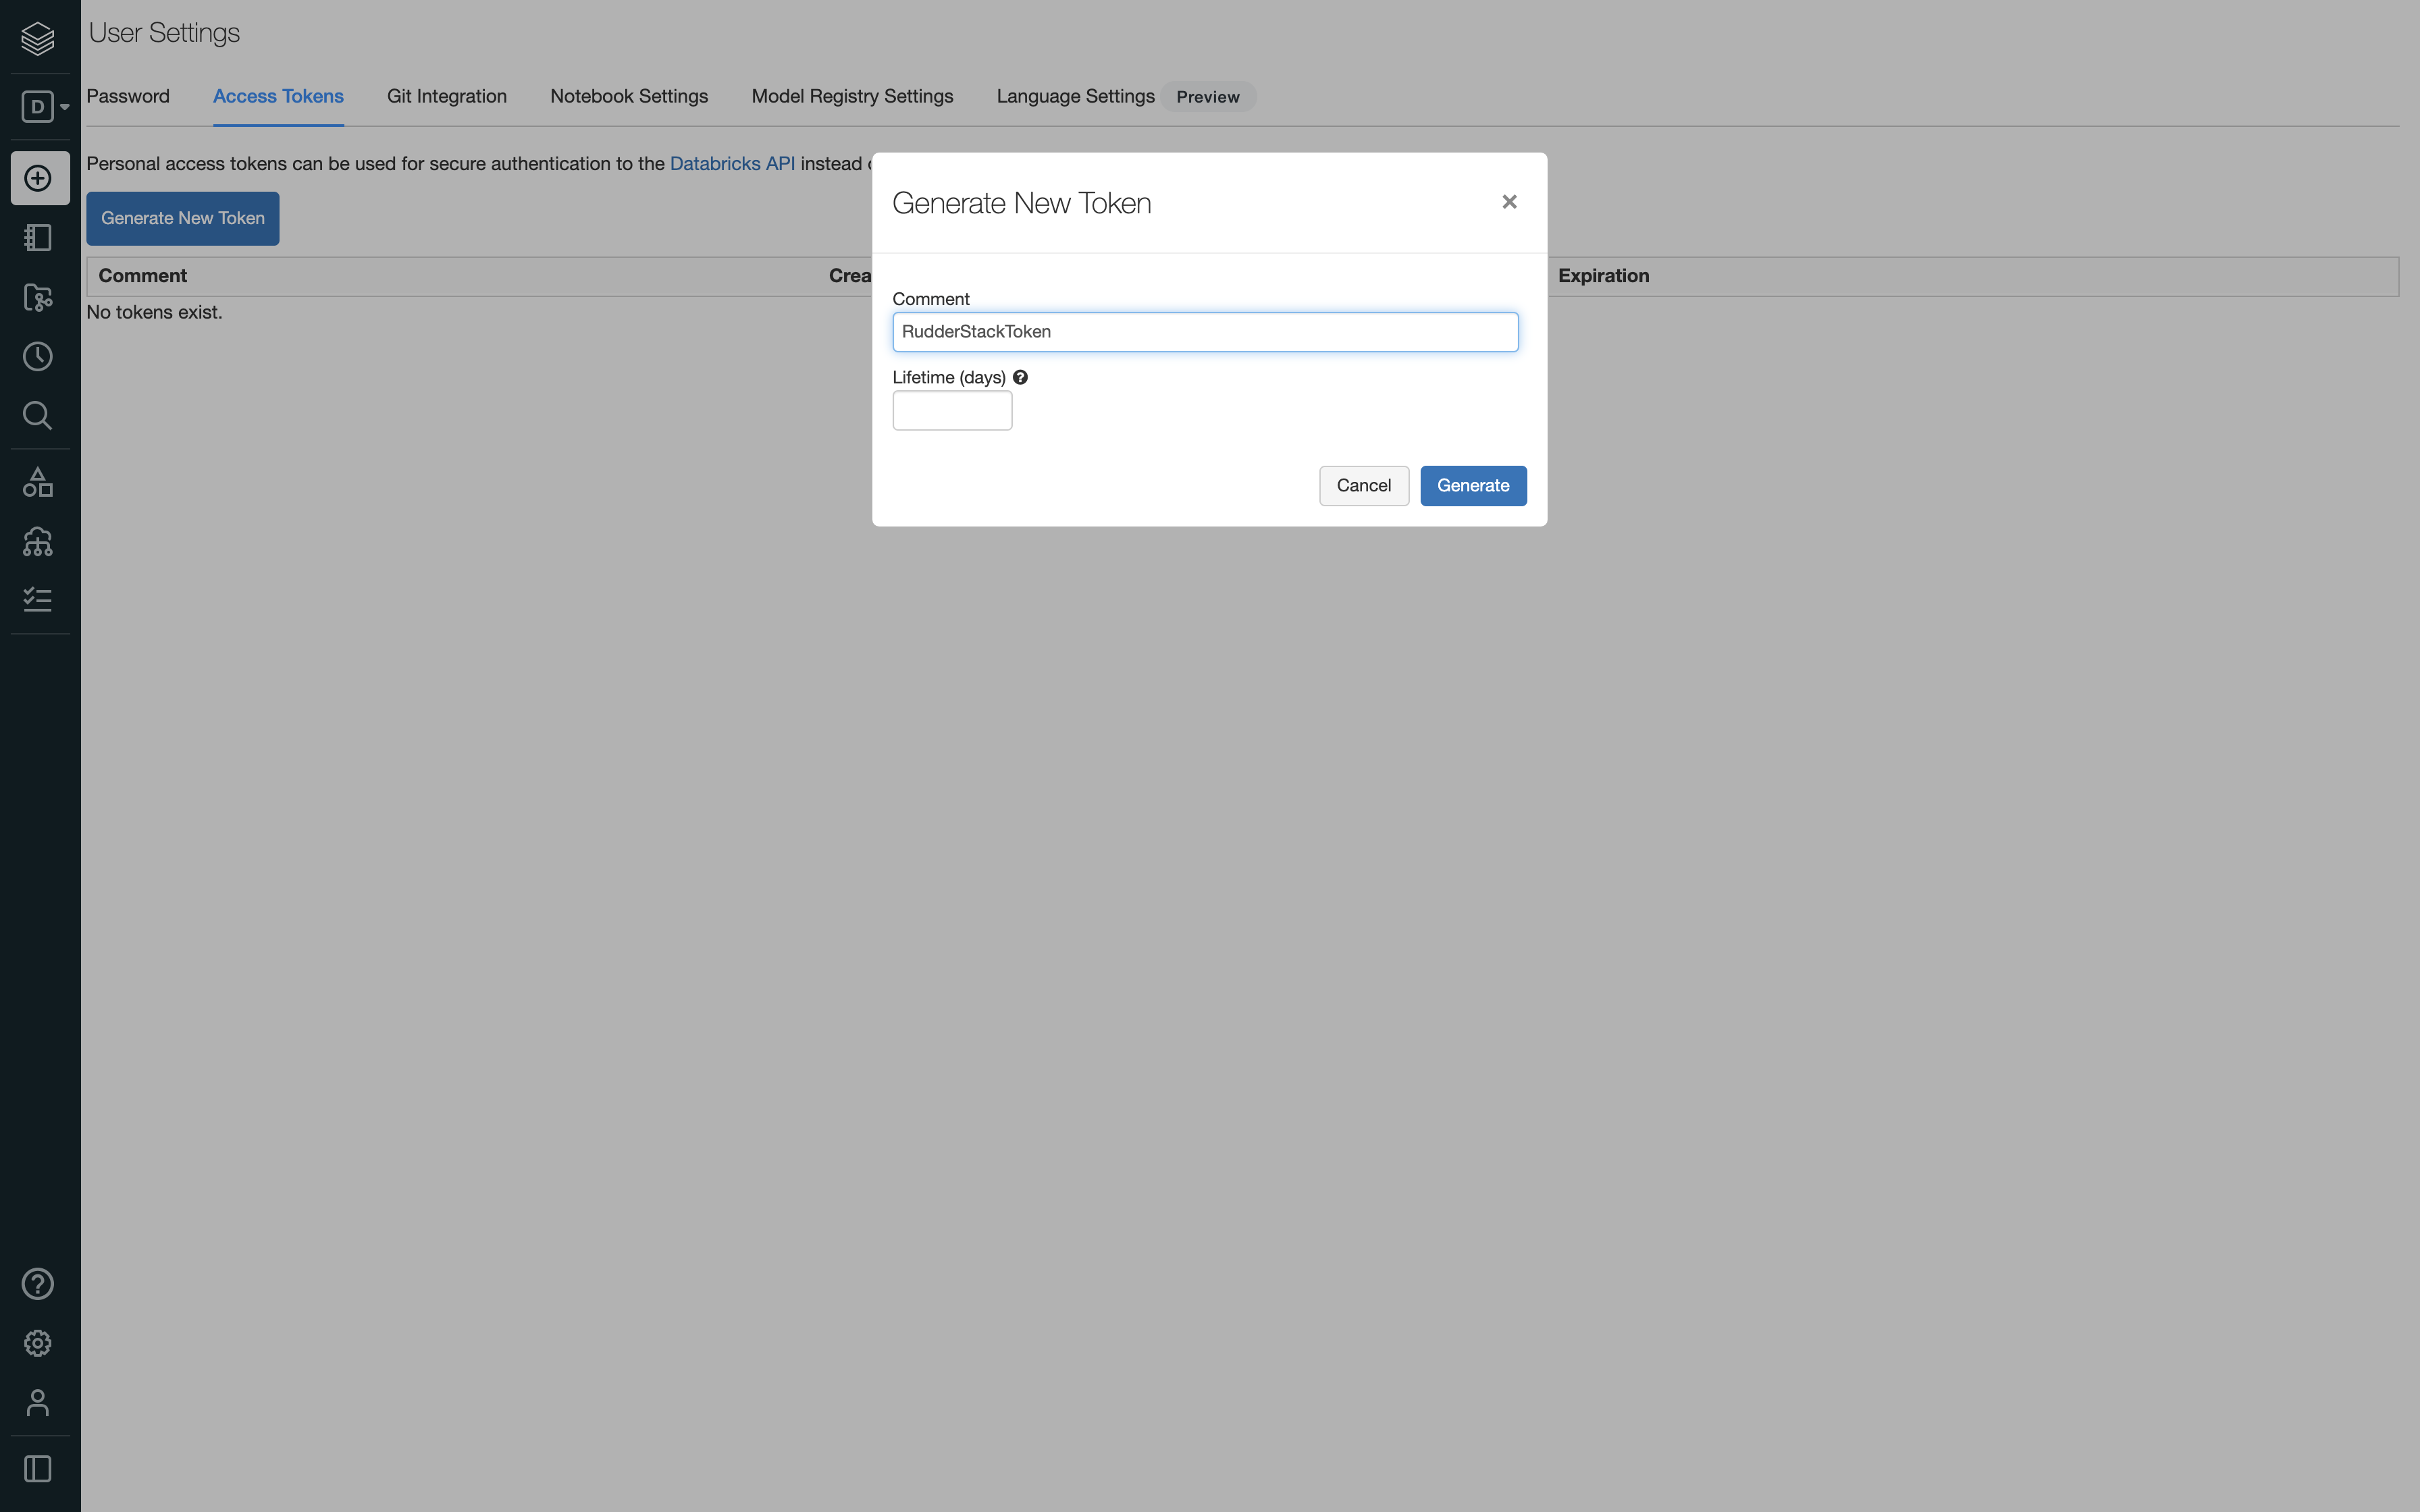 User Settings
D
Password Access Tokens Git Integration Notebook Settings Model Registry Settings Language Settings Preview
Personal access tokens can be used for secure authentication to the Databricks API instead
Generate New Token
Comment Crea Expiration
No tokens exist.
Generate New Token
Comment
RudderStackToken
Lifetime (days)
Cancel Generate